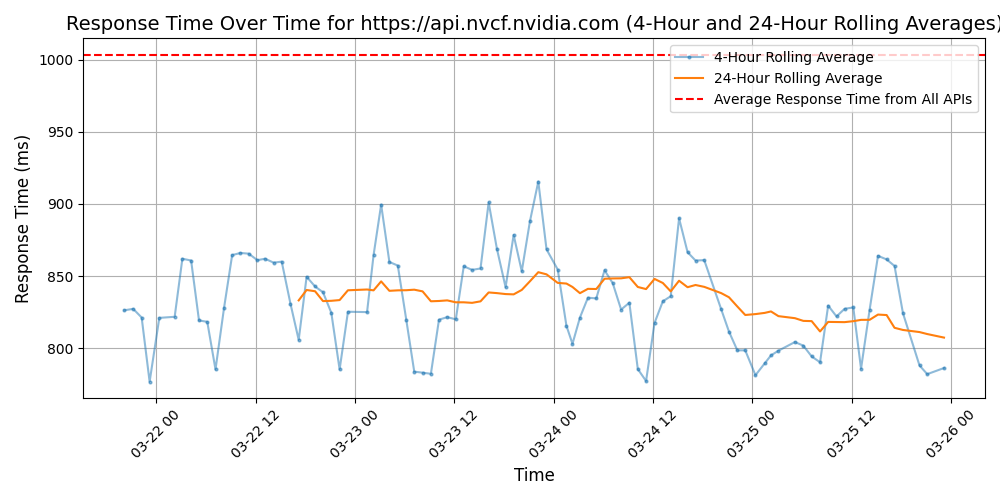 Response Time Over Time for https://api.nvcf.nvidia.com (4-Hour and 24-Hour Rolling Averages)
4-Hour Rolling Average
24-Hour Rolling Average
Average Response Time from All APIs
Response Time (ms)
1000
950
900
850
800
03-22 00
03-22 12
03-23 00
03-23 12
03-24 00
03-24 12
03-25 00
03-25 12
03-26 00
Time